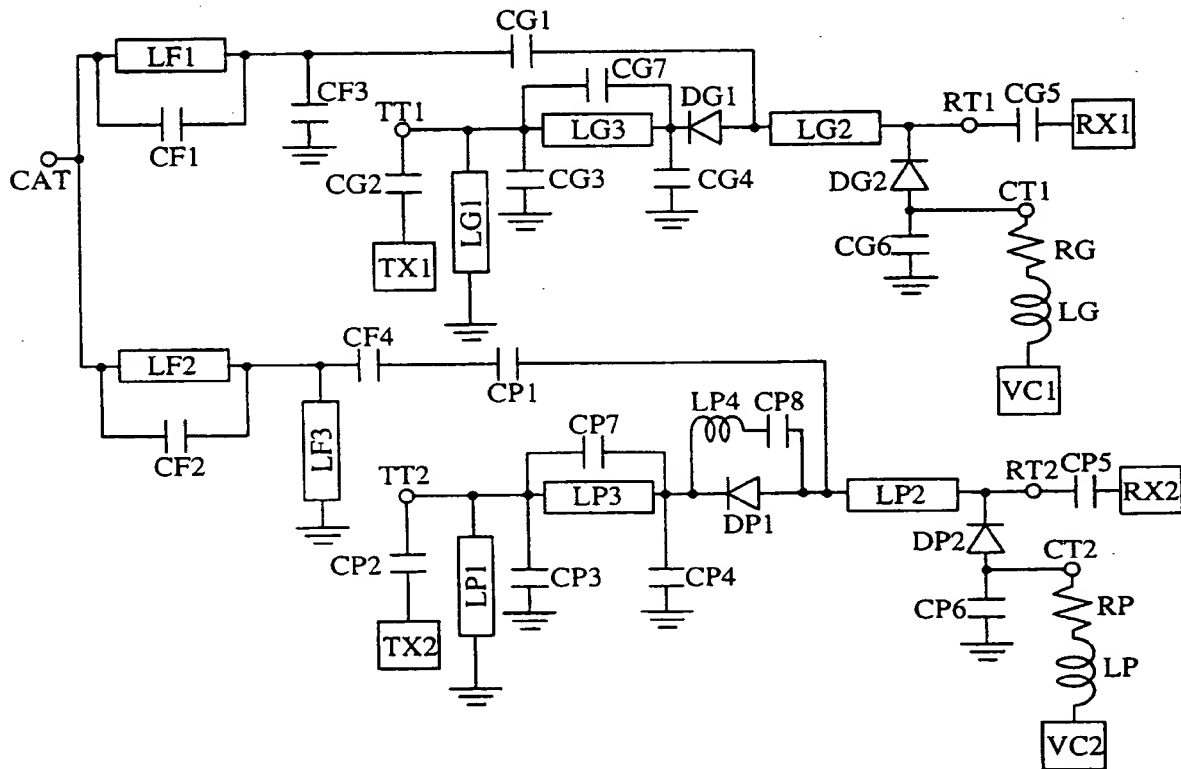 CG1
LF1
CG7
CF3
DG1
TT1
RT1
CG5
LG3
LG2
RX1
CF1
CAT
CG2
CG3
CG4
DG2
CT1
LG1
TX1
CG6
RG
LG
CF4
LF2
CP1
VC1
LP4
CP8
CP7
LF3
CF2
TT2
RT2
CP5
LP3
LP2
RX2
DP1
DP2
CT2
CP2
LP1
CP3
CP4
CP6
RP
TX2
LP
VC2